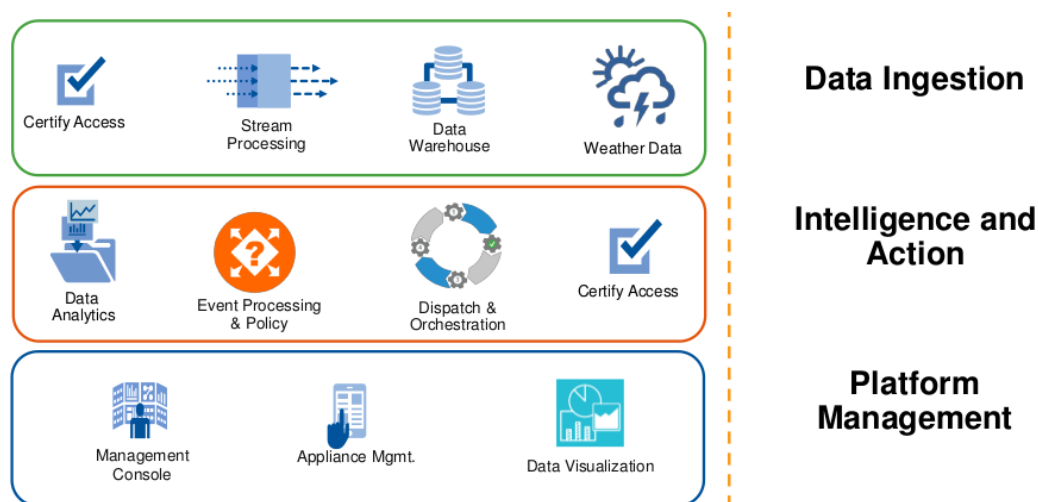 Certify Access
Stream
Processing
Data
Warehouse
Weather Data
Data Ingestion
Data
Analytics
?
Event Processing
& Policy
Dispatch &
Orchestration
Certify Access
Intelligence and
Action
Management
Console
Appliance Mgmt.
Data Visualization
Platform
Management